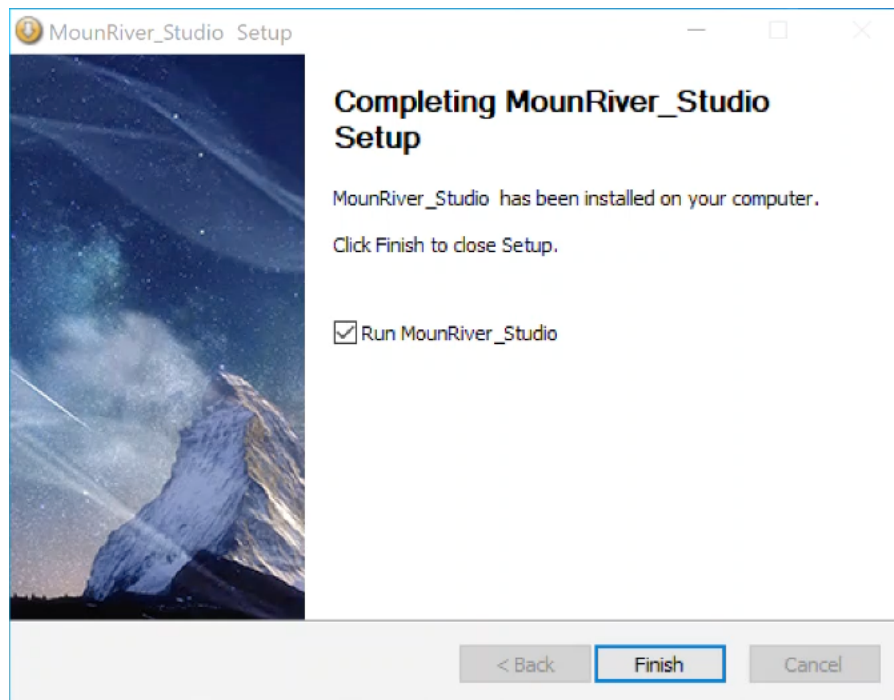 MounRiver_Studio Setup
Completing MounRiver_Studio
Setup
MounRiver_Studio has been installed on your computer.
Click Finish to close Setup.
Run MounRiver_Studio
< Back
Finish
Cancel